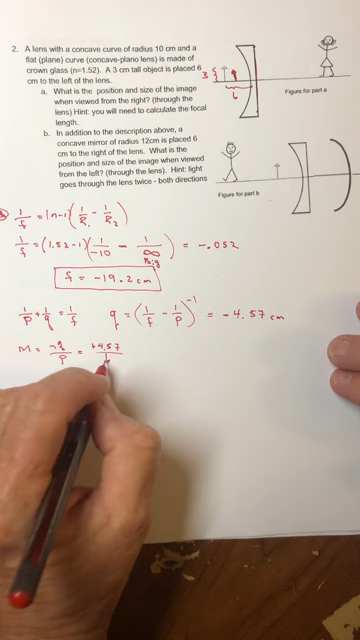 2. A lens with a concave curve of radius 10 cm and a
flat (plane) curve (concave-plano lens) is made of
crown glass (n=1.52). A 3 cm tall object is placed 6
cm to the left of the lens.
a. What is the position and size of the image
when viewed from the right? (through the
lens) Hint: you will need to calculate the focal
length.
b. In addition to the description above, a
concave mirror of radius 12cm is placed 6
cm to the right of the lens. What is the
position and size of the image when viewed
from the left? (through the lens). Hint: light
goes through the lens twice - both directions
3
6
Figure for part a
Figure for part b
1/f = (n-1)(1/R₁ - 1/R₂)
1/f = (1.52-1)(1/-10 - 1/∞) = -.052
Big
f = -19.2 cm
1/p + 1/q = 1/f q = (1/f - 1/p)⁻¹ = -4.57 cm
M = -q/p = +4.57/